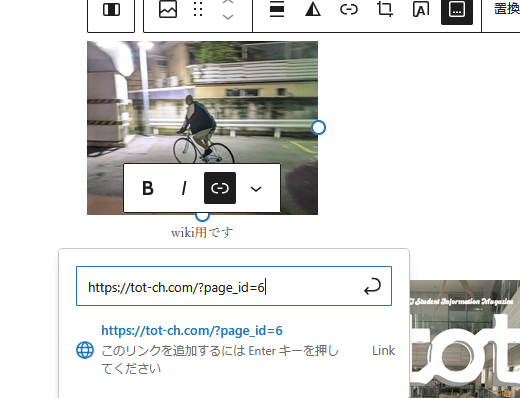 置換
B I
wiki用です
https://tot-ch.com/?page_id=6
https://tot-ch.com/?page_id=6
このリンクを追加するには Enter キーを押し
てください
Link
T Student Information Magazine
tot